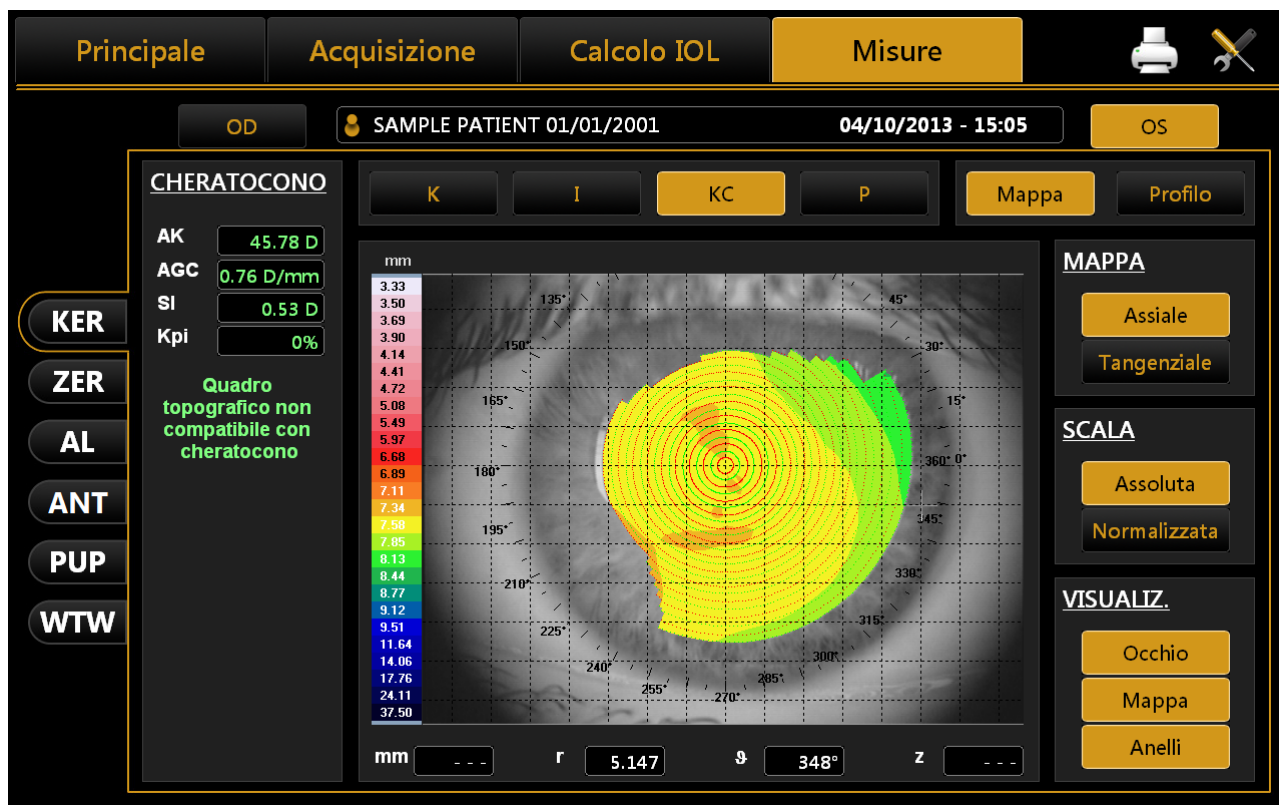 Principale
Acquisizione
Calcolo IOL
Misure
OD
SAMPLE PATIENT 01/01/2001
04/10/2013 - 15:05
OS
KER
ZER
AL
ANT
PUP
WTW
CHERATOCONO
AK 45.78 D
AGC 0.76 D/mm
SI 0.53 D
Kpi 0%
Quadro
topografico non
compatibile con
cheratocono
K
I
KC
P
Mappa
Profilo
mm
3.33
3.50
3.69
3.90
4.14
4.41
4.72
5.08
5.49
5.97
6.68
6.89
7.11
7.34
7.58
7.85
8.13
8.44
8.77
9.12
9.51
11.64
14.06
17.76
24.11
37.50
135°
45°
150°
30°
165°
15°
180°
360° 0°
195°
345°
210°
330°
225°
315°
240°
300°
255°
270°
285°
mm - - -
r 5.147
ϑ 348°
z - - -
MAPPA
Assiale
Tangenziale
SCALA
Assoluta
Normalizzata
VISUALIZ.
Occhio
Mappa
Anelli